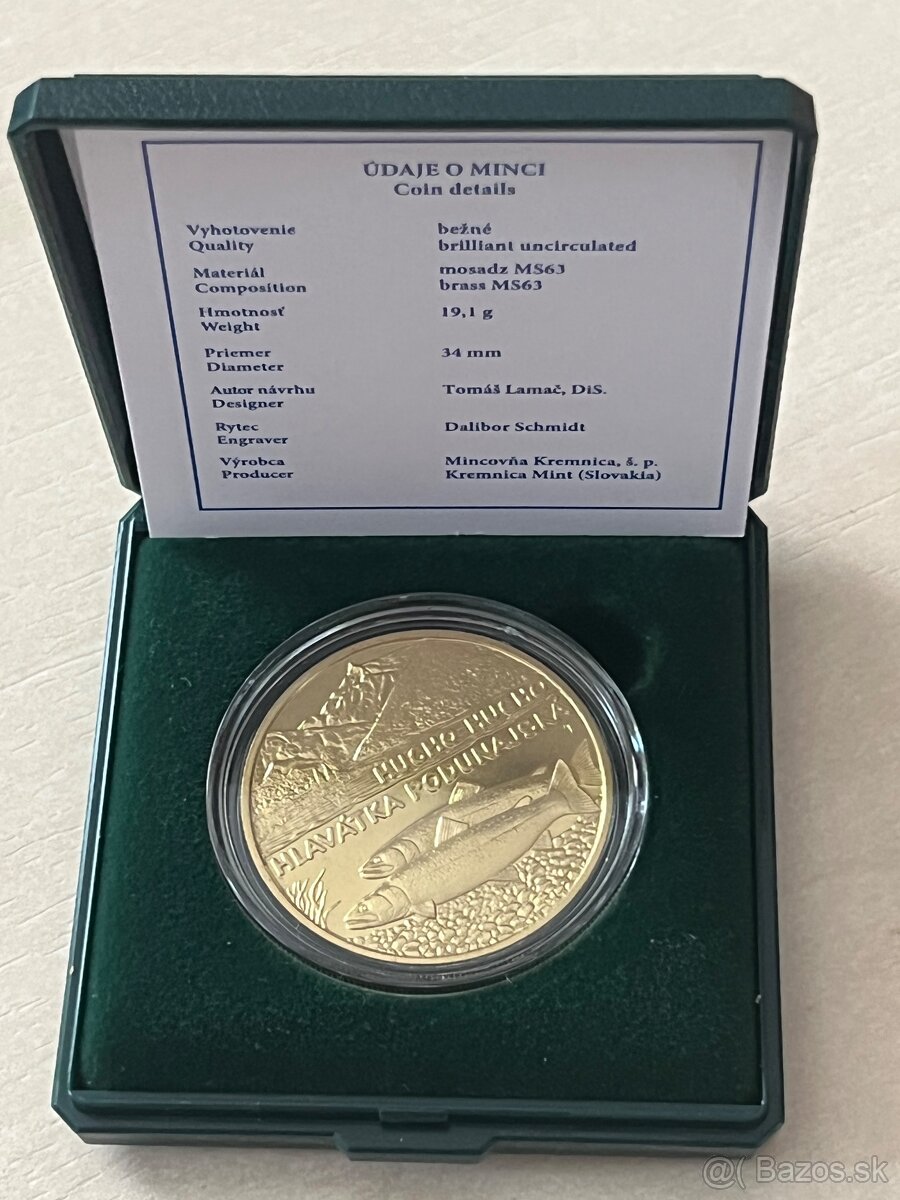 ÚDAJE O MINCI
Coin details
Vyhotovenie bežné
Quality brilliant uncirculated
Materiál mosadz MS63
Composition brass MS63
Hmotnosť 19,1 g
Weight
Priemer 34 mm
Diameter
Autor návrhu Tomáš Lamač, DiS.
Designer
Rytec Dalibor Schmidt
Engraver
Výrobca Mincovňa Kremnica, š. p.
Producer Kremnica Mint (Slovakia)
HUCHO HUCHO
HLAVÁTKA PODUNAJSKÁ
@( Bazos.sk